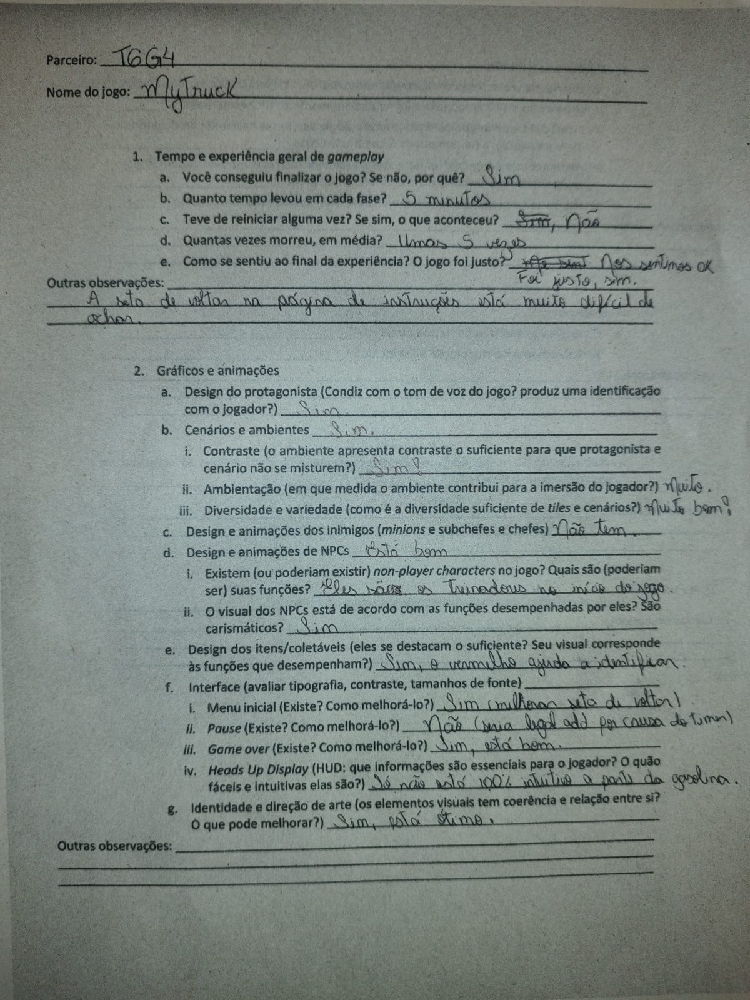 Parceiro: T6G4
Nome do jogo: MyTruck
1. Tempo e experiência geral de gameplay
a. Você conseguiu finalizar o jogo? Se não, por quê? Sim
b. Quanto tempo levou em cada fase? 5 minutos
c. Teve de reiniciar alguma vez? Se sim, o que aconteceu? Sim, Não
d. Quantas vezes morreu, em média? Umas 5 vezes
e. Como se sentiu ao final da experiência? O jogo foi justo? Nos sentimos OK
Foi justo, sim.
Outras observações:
A seta de voltar na página de instruções está muito difícil de
achar.
2. Gráficos e animações
a. Design do protagonista (Condiz com o tom de voz do jogo? produz uma identificação
com o jogador?) Sim
b. Cenários e ambientes Sim.
i. Contraste (o ambiente apresenta contraste o suficiente para que protagonista e
cenário não se misturem?) Sim!
ii. Ambientação (em que medida o ambiente contribui para a imersão do jogador?) Muito.
iii. Diversidade e variedade (como é a diversidade suficiente de tiles e cenários?) Muito bom!
c. Design e animações dos inimigos (minions e subchefes e chefes) Não tem.
d. Design e animações de NPCs Está bom
i. Existem (ou poderiam existir) non-player characters no jogo? Quais são (poderiam
ser) suas funções? Eles são os treinadores no início do jogo.
ii. O visual dos NPCs está de acordo com as funções desempenhadas por eles? São
carismáticos? Sim
e. Design dos itens/coletáveis (eles se destacam o suficiente? Seu visual corresponde
às funções que desempenham?) Sim, o vermelho ajuda a identificar.
f. Interface (avaliar tipografia, contraste, tamanhos de fonte)
i. Menu inicial (Existe? Como melhorá-lo?) Sim (melhorar seta de voltar)
ii. Pause (Existe? Como melhorá-lo?) Não (seria legal add por causa do timer)
iii. Game over (Existe? Como melhorá-lo?) Sim, está bom.
iv. Heads Up Display (HUD: que informações são essenciais para o jogador? O quão
fáceis e intuitivas elas são?) Só não está 100% intuitivo a parte da gasolina.
g. Identidade e direção de arte (os elementos visuais tem coerência e relação entre si?
O que pode melhorar?) Sim, está ótimo.
Outras observações: